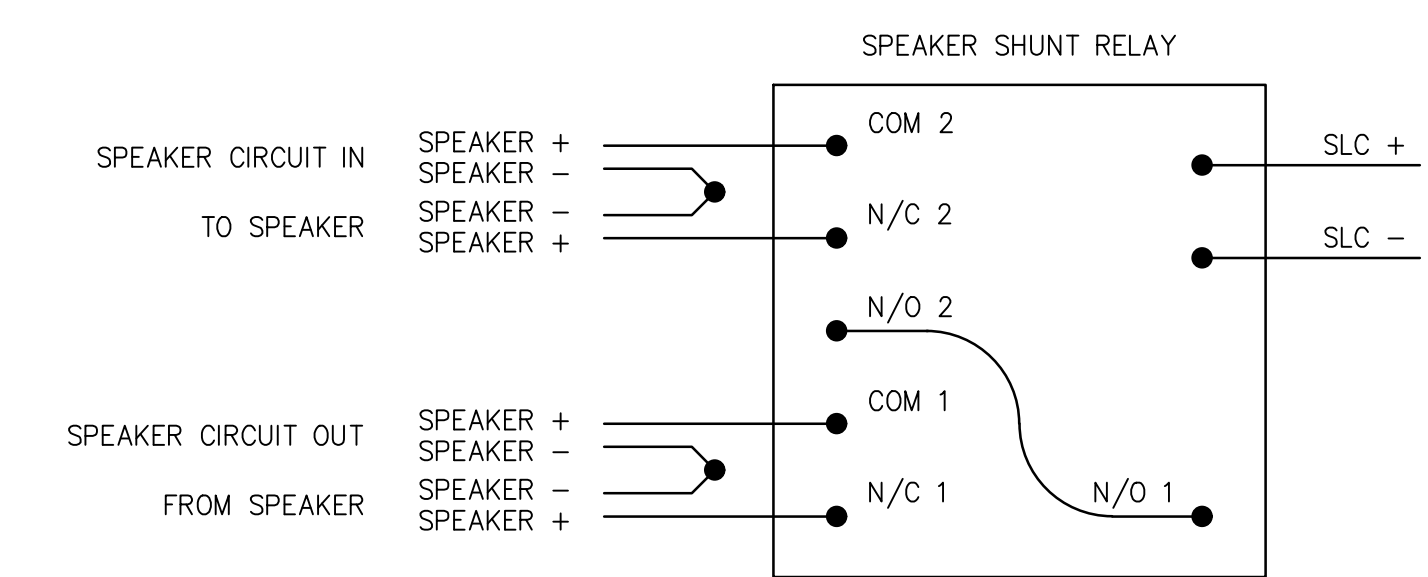 SPEAKER SHUNT RELAY
COM 2
SPEAKER +
SLC +
SPEAKER CIRCUIT IN
SPEAKER -
SPEAKER -
N/C 2
TO SPEAKER
SPEAKER +
SLC -
N/O 2
COM 1
SPEAKER +
SPEAKER CIRCUIT OUT
SPEAKER -
SPEAKER -
N/C 1
N/O 1
FROM SPEAKER
SPEAKER +